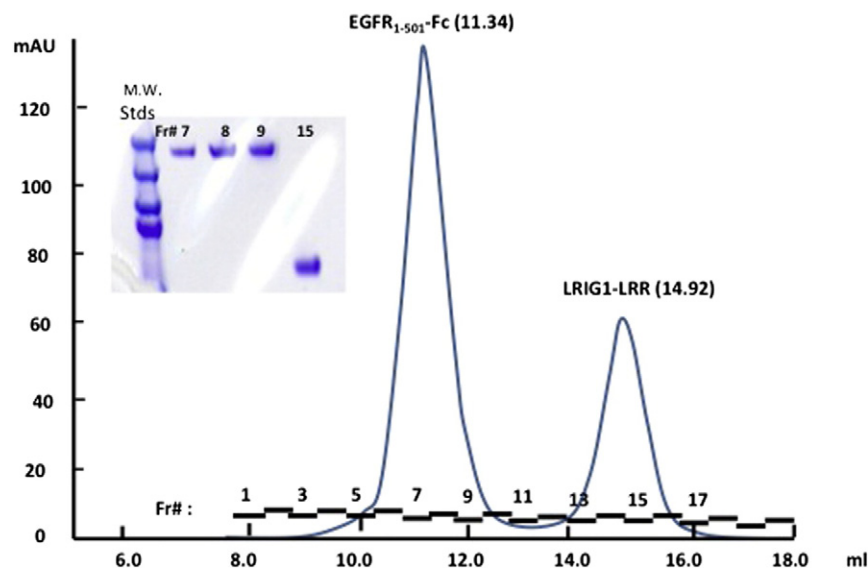 EGFR1-501-Fc (11.34)
mAU
M.W.
Stds
Fr# 7 8 9 15
120
100
80
LRIG1-LRR (14.92)
60
40
20
Fr# : 1 3 5 7 9 11 13 15 17
0
6.0 8.0 10.0 12.0 14.0 16.0 18.0 ml